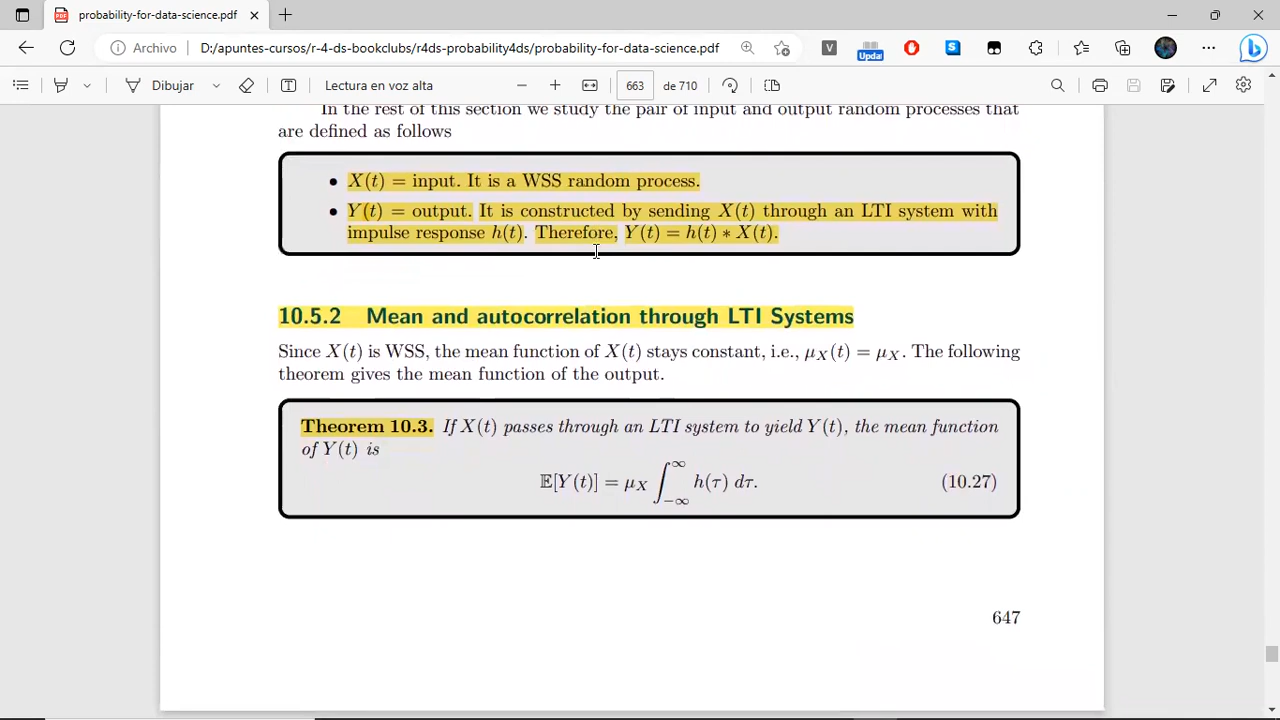 probability-for-data-science.pdf
Archivo D:/apuntes-cursos/r-4-ds-bookclubs/r4ds-probability4ds/probability-for-data-science.pdf
V
Updat
S
Dibujar
Lectura en voz alta
663 de 710
In the rest of this section we study the pair of input and output random processes that
are defined as follows
• X(t) = input. It is a WSS random process.
• Y(t) = output. It is constructed by sending X(t) through an LTI system with
impulse response h(t). Therefore, Y(t) = h(t) ∗ X(t).
10.5.2 Mean and autocorrelation through LTI Systems
Since X(t) is WSS, the mean function of X(t) stays constant, i.e., μ_X(t) = μ_X. The following
theorem gives the mean function of the output.
Theorem 10.3. If X(t) passes through an LTI system to yield Y(t), the mean function
of Y(t) is
𝔼[Y(t)] = μ_X ∫_{-∞}^{∞} h(τ) dτ. (10.27)
647